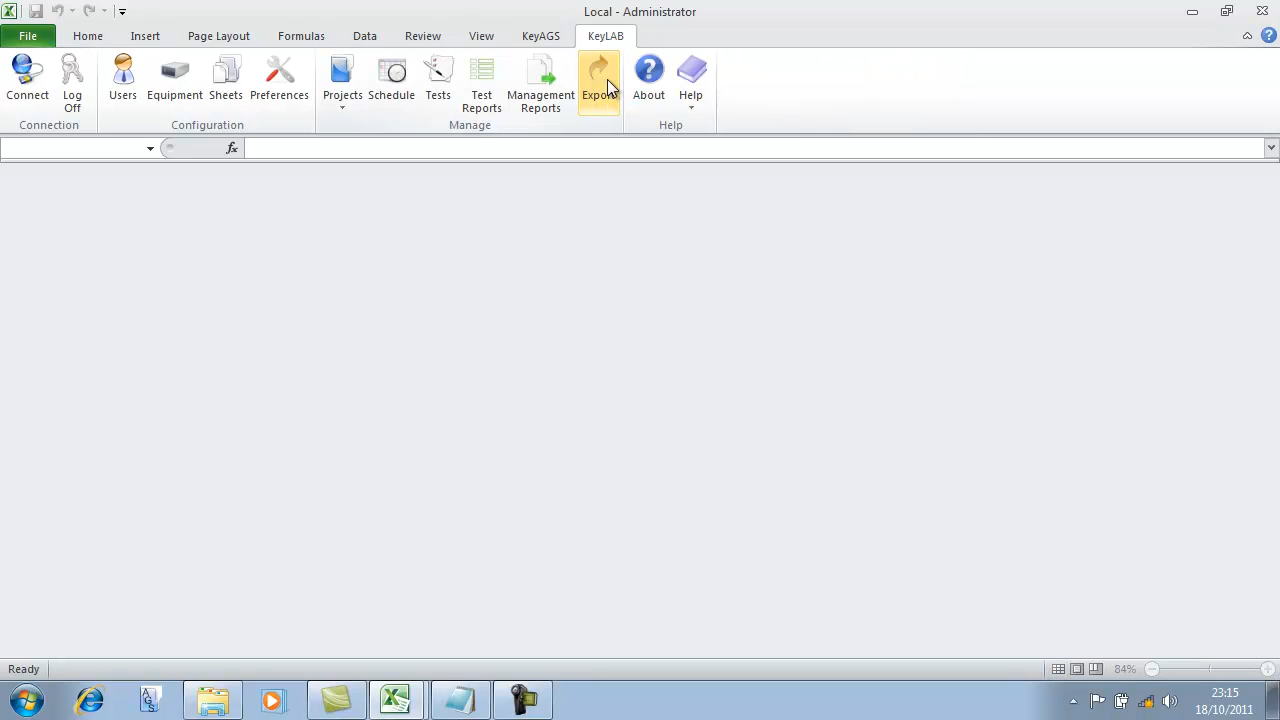 Local - Administrator
File Home Insert Page Layout Formulas Data Review View KeyAGS KeyLAB
Connect Log Off Users Equipment Sheets Preferences Projects Schedule Tests Test Reports Management Reports Export About Help
Connection Configuration Manage Help
fx
Ready 84%
23:15
18/10/2011